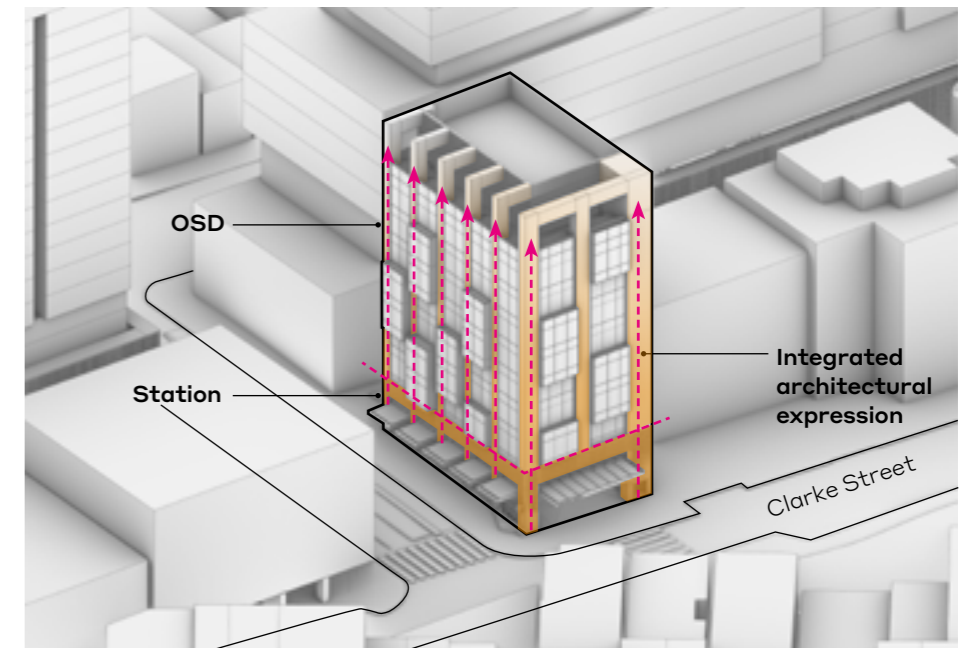 OSD
Station
Integrated
architectural
expression
Clarke Street